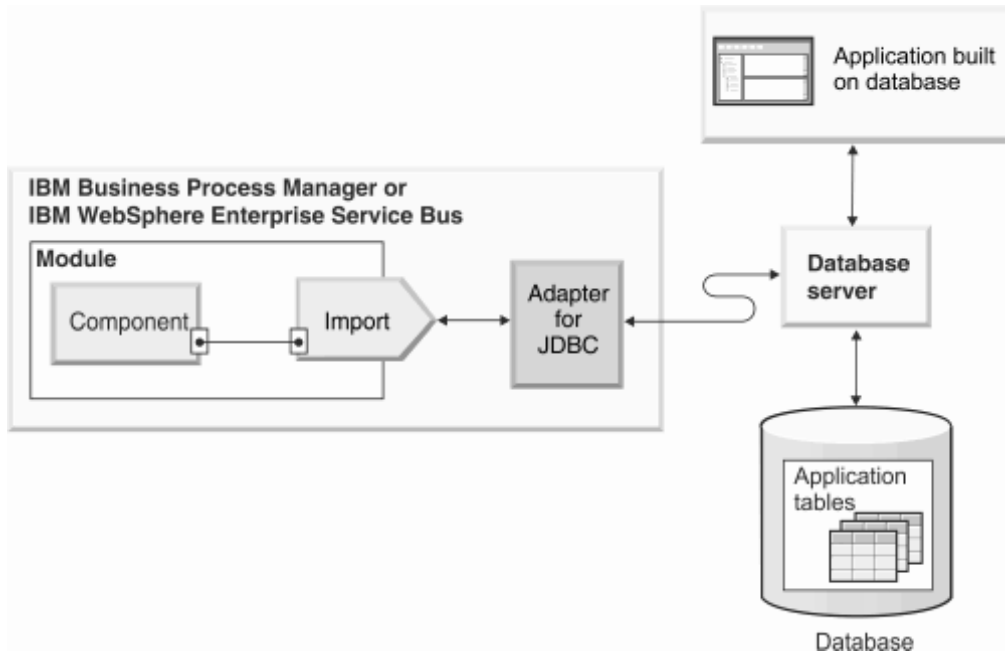 Application built
on database
IBM Business Process Manager or
IBM WebSphere Enterprise Service Bus
Module
Component
Import
Adapter
for
JDBC
Database
server
Application
tables
Database